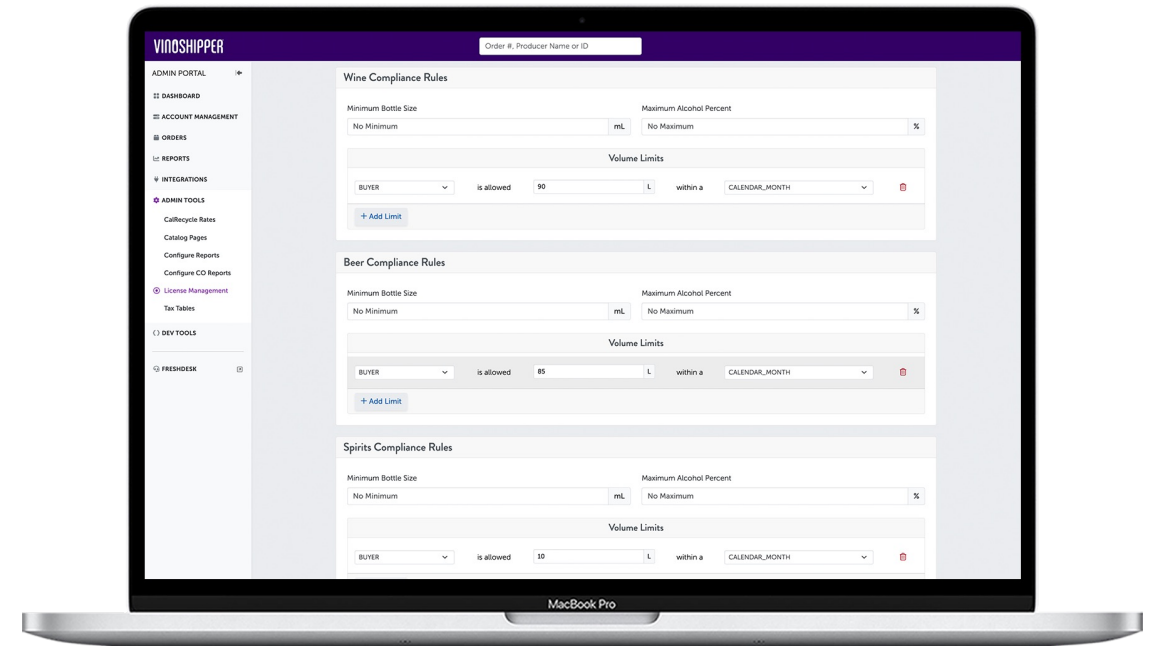 VINOSHIPPER
Order #, Producer Name or ID
ADMIN PORTAL
DASHBOARD
ACCOUNT MANAGEMENT
ORDERS
REPORTS
INTEGRATIONS
ADMIN TOOLS
CalRecycle Rates
Catalog Pages
Configure Reports
Configure CO Reports
License Management
Tax Tables
DEV TOOLS
FRESHDESK
Wine Compliance Rules
Minimum Bottle Size Maximum Alcohol Percent
No Minimum mL No Maximum %
Volume Limits
BUYER is allowed 90 L within a CALENDAR_MONTH
+ Add Limit
Beer Compliance Rules
Minimum Bottle Size Maximum Alcohol Percent
No Minimum mL No Maximum %
Volume Limits
BUYER is allowed 85 L within a CALENDAR_MONTH
+ Add Limit
Spirits Compliance Rules
Minimum Bottle Size Maximum Alcohol Percent
No Minimum mL No Maximum %
Volume Limits
BUYER is allowed 10 L within a CALENDAR_MONTH
MacBook Pro